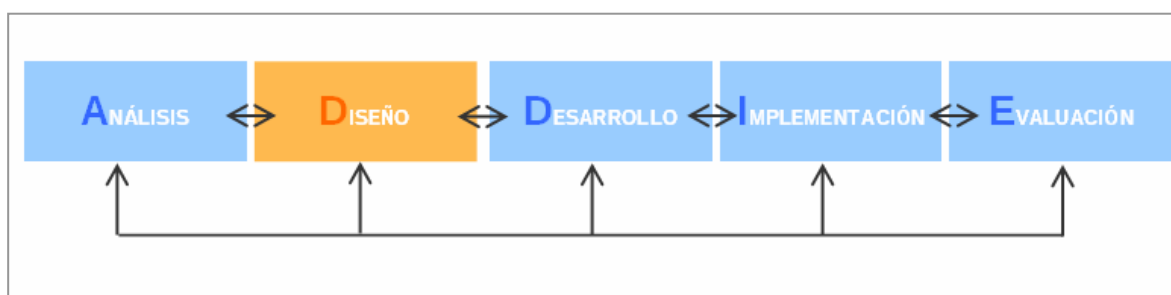 ANÁLISIS
DISEÑO
DESARROLLO
IMPLEMENTACIÓN
EVALUACIÓN